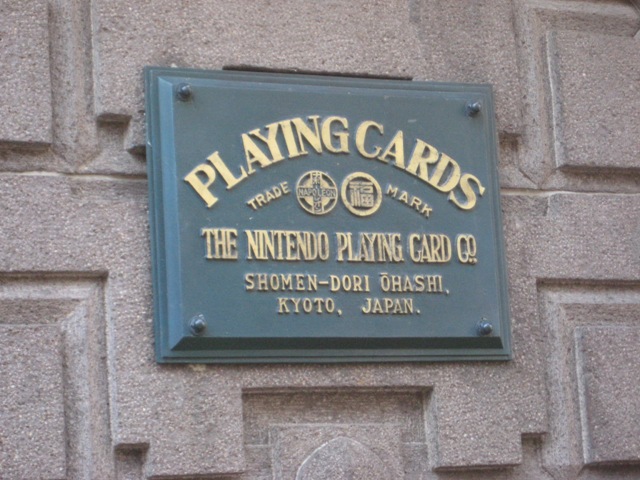 PLAYING CARDS
TRADE NAPOLEON 福 MARK
THE NINTENDO PLAYING CARD CO.
SHOMEN-DORI ŌHASHI,
KYOTO, JAPAN.